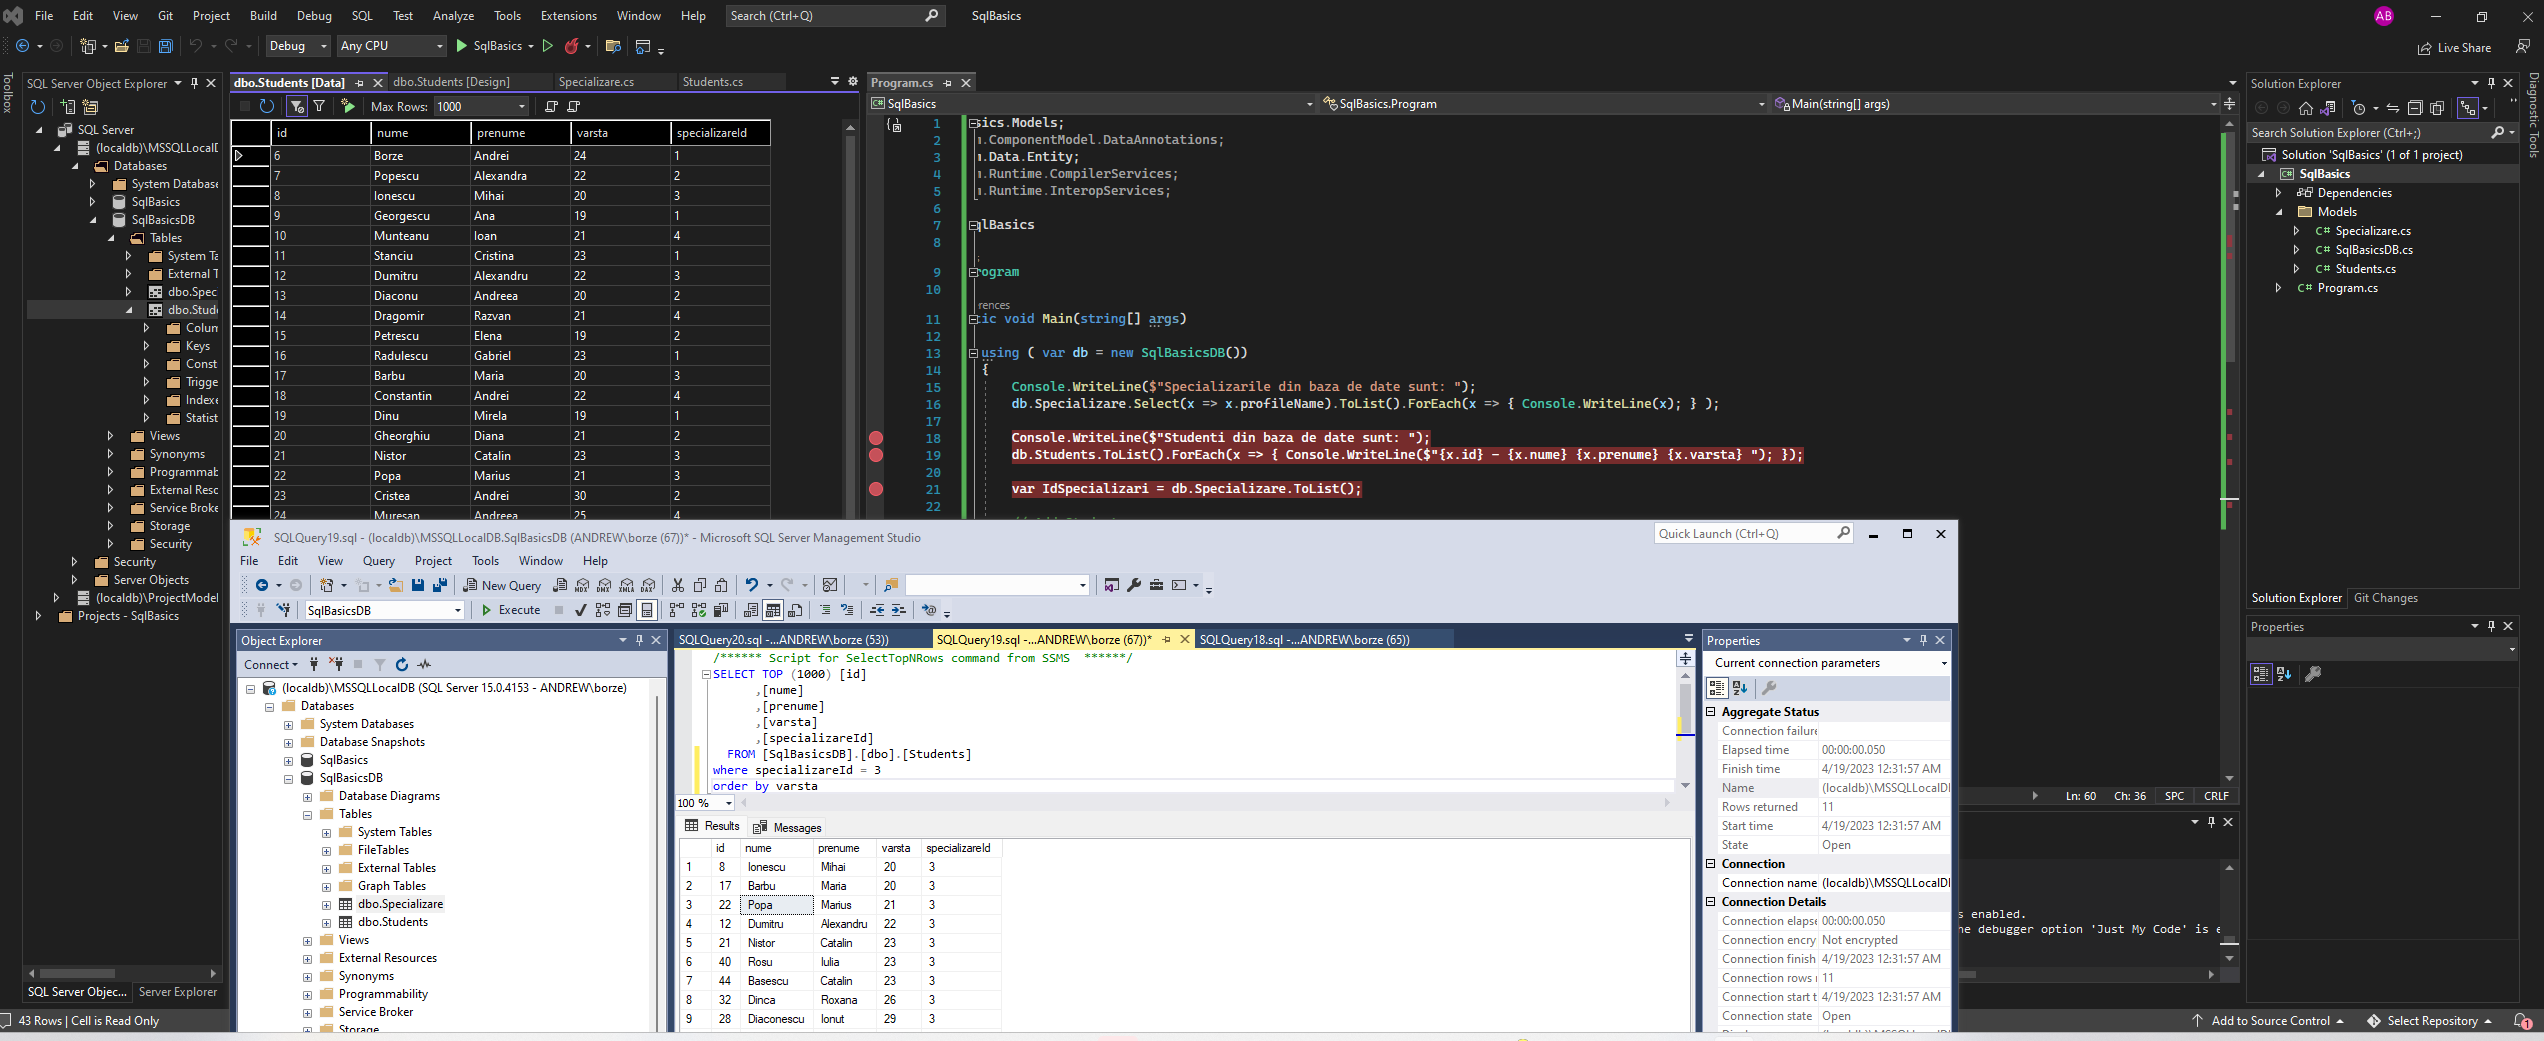 File Edit View Git Project Build Debug SQL Test Analyze Tools Extensions Window Help Search (Ctrl+Q) SqlBasics AB
Debug Any CPU SqlBasics Live Share
Toolbox
SQL Server Object Explorer
SQL Server
(localdb)\MSSQLLocalD
Databases
System Database
SqlBasics
SqlBasicsDB
Tables
System Ta
External T
dbo.Spec
dbo.Stude
Colum
Keys
Const
Trigge
Indexe
Statist
Views
Synonyms
Programmab
External Resc
Service Broke
Storage
Security
Security
Server Objects
(localdb)\ProjectModel
Projects - SqlBasics
SQL Server Objec... Server Explorer
43 Rows | Cell is Read Only
dbo.Students [Data] dbo.Students [Design] Specializare.cs Students.cs
Max Rows: 1000
id nume prenume varsta specializareId
6 Borze Andrei 24 1
7 Popescu Alexandra 22 2
8 Ionescu Mihai 20 3
9 Georgescu Ana 19 1
10 Munteanu Ioan 21 4
11 Stanciu Cristina 23 1
12 Dumitru Alexandru 22 3
13 Diaconu Andreea 20 2
14 Dragomir Razvan 21 4
15 Petrescu Elena 19 2
16 Radulescu Gabriel 23 1
17 Barbu Maria 20 3
18 Constantin Andrei 22 4
19 Dinu Mirela 19 1
20 Gheorghiu Diana 21 2
21 Nistor Catalin 23 3
22 Popa Marius 21 3
23 Cristea Andrei 30 2
24 Muresan Andreea 25 4
Program.cs
SqlBasics SqlBasics.Program Main(string[] args)
1 sics.Models;
2 .ComponentModel.DataAnnotations;
3 .Data.Entity;
4 .Runtime.CompilerServices;
5 .Runtime.InteropServices;
6
7 qlBasics
8
9 rogram
10
rences
11 tic void Main(string[] args)
12
13 using ( var db = new SqlBasicsDB())
14 {
15 Console.WriteLine($"Specializarile din baza de date sunt: ");
16 db.Specializare.Select(x => x.profileName).ToList().ForEach(x => { Console.WriteLine(x); } );
17
18 Console.WriteLine($"Studenti din baza de date sunt: ");
19 db.Students.ToList().ForEach(x => { Console.WriteLine($"{x.id} - {x.nume} {x.prenume} {x.varsta} "); });
20
21 var IdSpecializari = db.Specializare.ToList();
22
Ln: 60 Ch: 36 SPC CRLF
s enabled.
he debugger option 'Just My Code' is e
Solution Explorer
Search Solution Explorer (Ctrl+;)
Solution 'SqlBasics' (1 of 1 project)
SqlBasics
Dependencies
Models
C# Specializare.cs
C# SqlBasicsDB.cs
C# Students.cs
C# Program.cs
Solution Explorer Git Changes
Properties
Diagnostic Tools
Add to Source Control Select Repository 1
SQLQuery19.sql - (localdb)\MSSQLLocalDB.SqlBasicsDB (ANDREW\borze (67))* - Microsoft SQL Server Management Studio Quick Launch (Ctrl+Q)
File Edit View Query Project Tools Window Help
New Query MDX DMX XMLA DAX
SqlBasicsDB Execute
Object Explorer
Connect
(localdb)\MSSQLLocalDB (SQL Server 15.0.4153 - ANDREW\borze)
Databases
System Databases
Database Snapshots
SqlBasics
SqlBasicsDB
Database Diagrams
Tables
System Tables
FileTables
External Tables
Graph Tables
dbo.Specializare
dbo.Students
Views
External Resources
Synonyms
Programmability
Service Broker
Storage
SQLQuery20.sql -...ANDREW\borze (53)) SQLQuery19.sql -...ANDREW\borze (67))* SQLQuery18.sql -...ANDREW\borze (65))
/****** Script for SelectTopNRows command from SSMS ******/
SELECT TOP (1000) [id]
,[nume]
,[prenume]
,[varsta]
,[specializareId]
FROM [SqlBasicsDB].[dbo].[Students]
where specializareId = 3
order by varsta
100 %
Results Messages
id nume prenume varsta specializareId
1 8 Ionescu Mihai 20 3
2 17 Barbu Maria 20 3
3 22 Popa Marius 21 3
4 12 Dumitru Alexandru 22 3
5 21 Nistor Catalin 23 3
6 40 Rosu Iulia 23 3
7 44 Basescu Catalin 23 3
8 32 Dinca Roxana 26 3
9 28 Diaconescu Ionut 29 3
Properties
Current connection parameters
Aggregate Status
Connection failure
Elapsed time 00:00:00.050
Finish time 4/19/2023 12:31:57 AM
Name (localdb)\MSSQLLocalDI
Rows returned 11
Start time 4/19/2023 12:31:57 AM
State Open
Connection
Connection name (localdb)\MSSQLLocalDI
Connection Details
Connection elapse 00:00:00.050
Connection encry Not encrypted
Connection finish 4/19/2023 12:31:57 AM
Connection rows r 11
Connection start t 4/19/2023 12:31:57 AM
Connection state Open